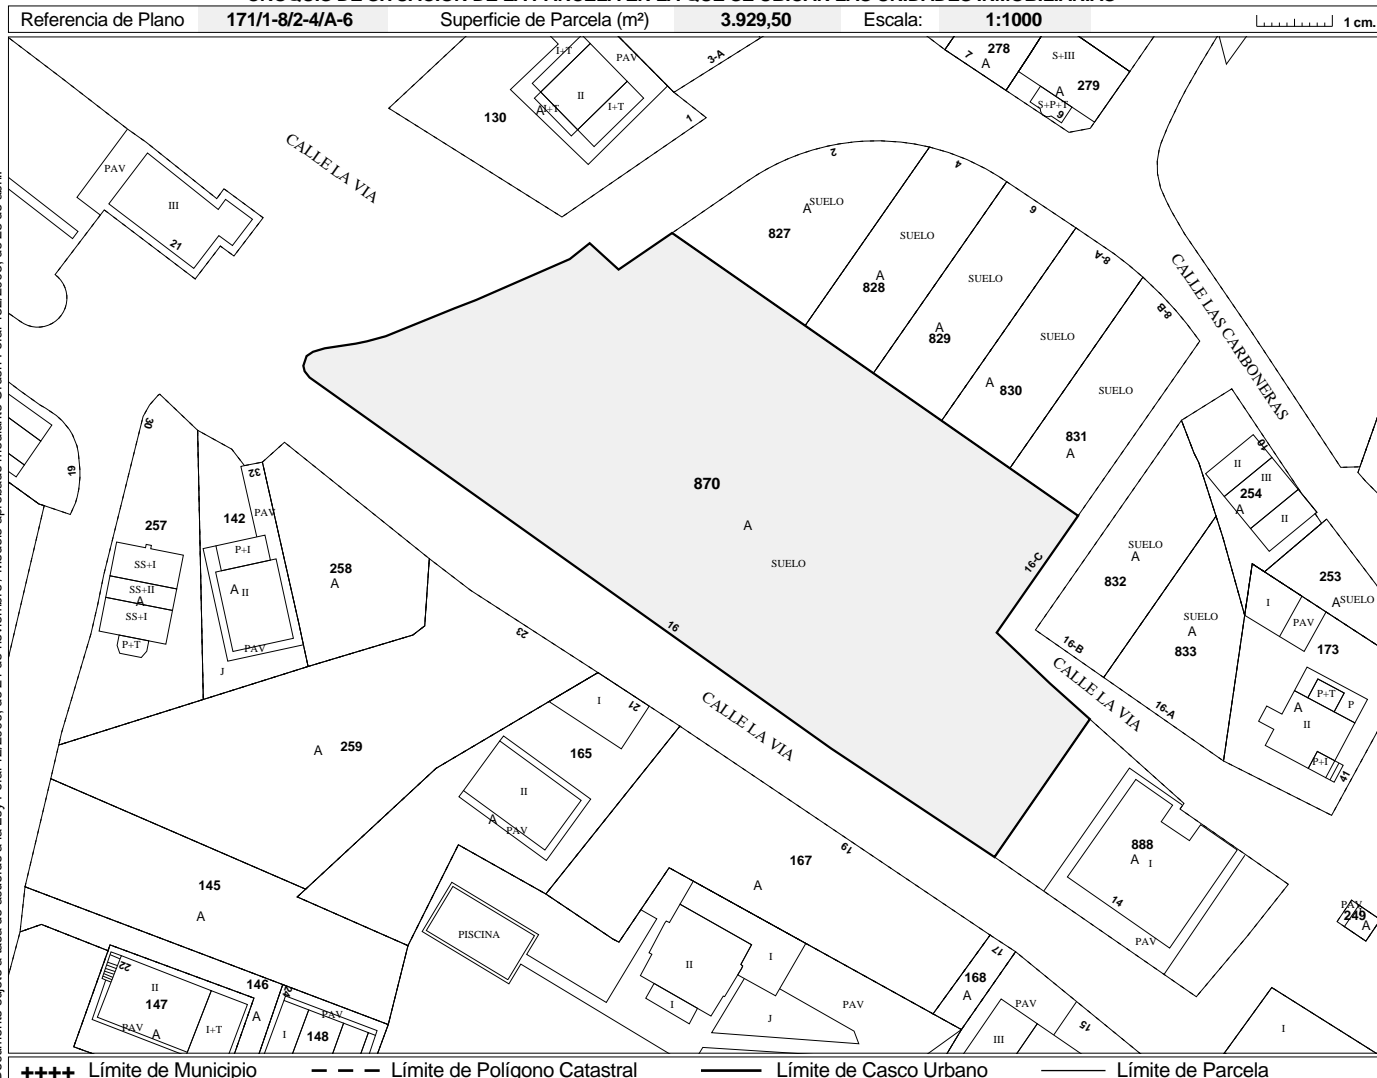 Referencia de Plano 171/1-8/2-4/A-6 Superficie de Parcela (m²) 3.929,50 Escala: 1:1000 1 cm.
I+T
PAV
3-A
7
278
A
S+III
279
A
S+P+T
9
II
I+T
A
I+T
130
1
CALLE LA VIA
PAV
III
21
2
4
6
8-A
8-B
SUELO
A
827
SUELO
A
828
SUELO
A
829
SUELO
A
830
SUELO
831
A
CALLE LAS CARBONERAS
30
19
32
10
II
III
254
A
II
870
A
SUELO
16-C
16
257
142
PAV
P+I
SS+I
SS+II
A
SS+I
P+T
A
II
PAV
J
258
A
23
SUELO
A
832
SUELO
A
833
16-B
16-A
253
A
SUELO
I
PAV
173
P+T
P
A
II
P+I
41
CALLE LA VIA
CALLE LA VIA
A
259
I
21
165
II
A
PAV
19
167
A
888
A
I
14
PAV
PAV
249
A
145
A
PISCINA
II
I
I
J
PAV
17
168
A
PAV
15
III
I
22
II
147
PAV
A
I+T
146
A
24
PAV
I
148
++++ Límite de Municipio
Límite de Polígono Catastral
Límite de Casco Urbano
Límite de Parcela